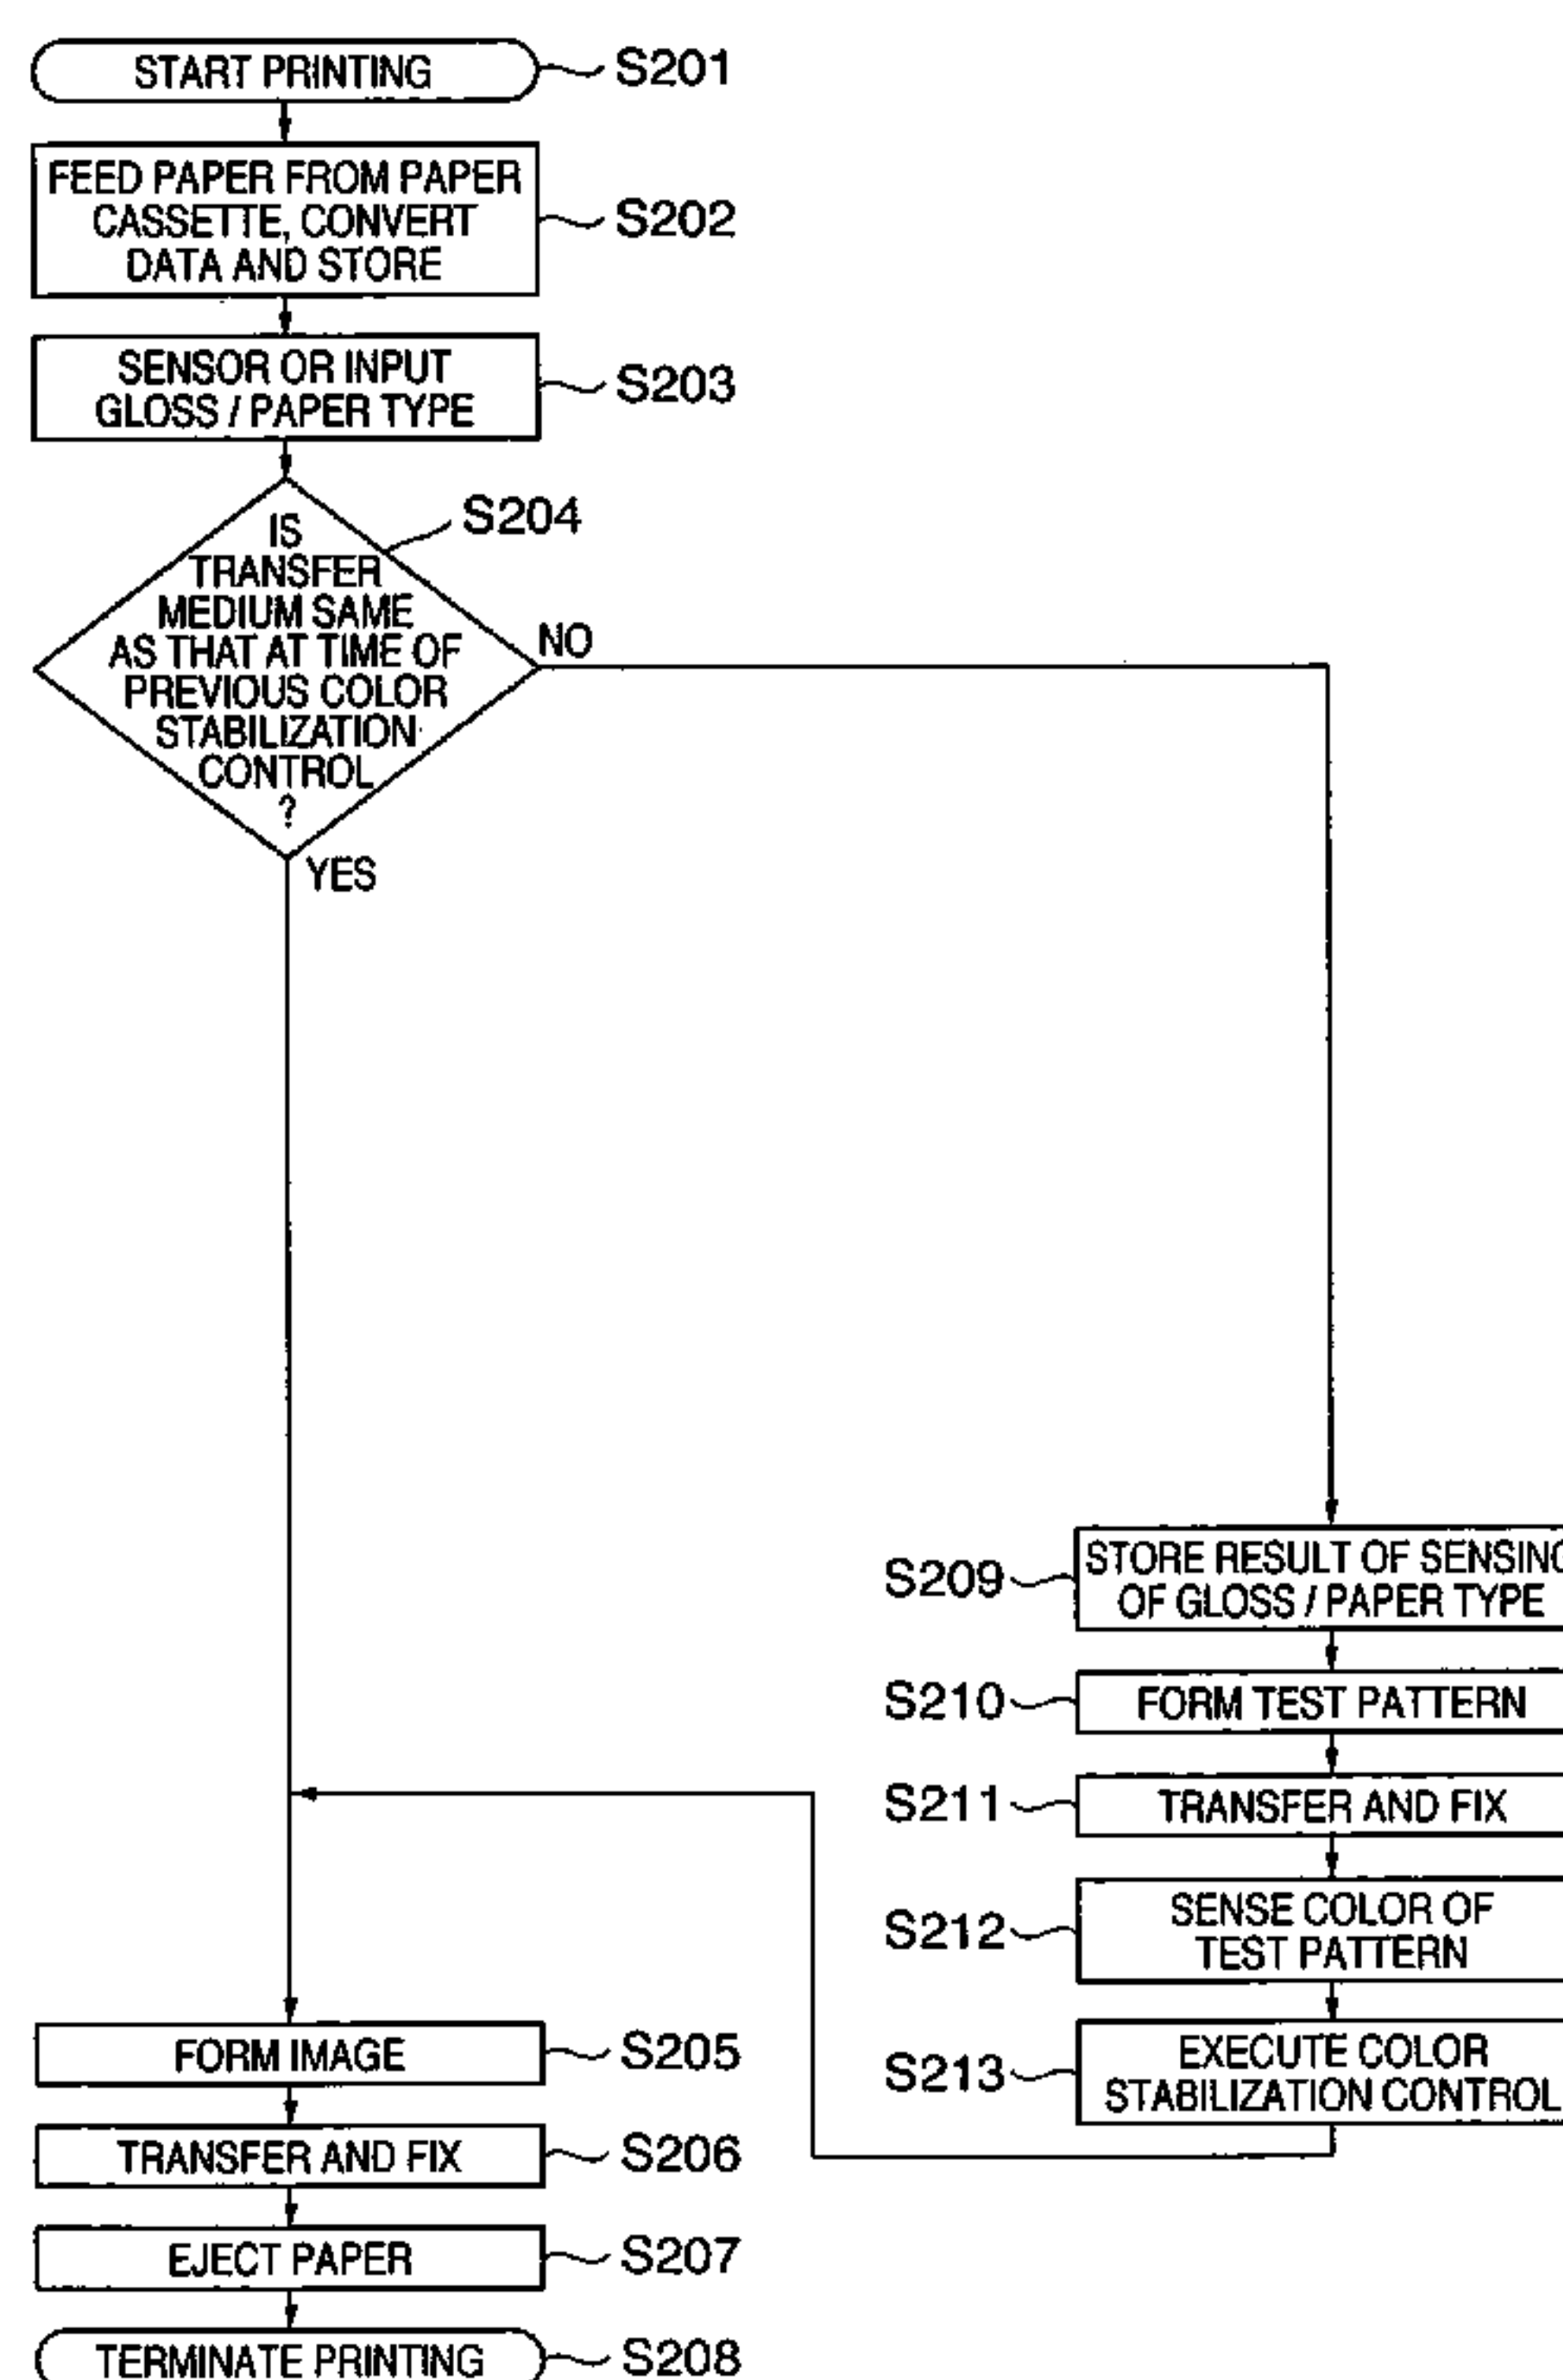 START PRINTING
S201
FEED PAPER FROM PAPER
CASSETTE, CONVERT
DATA AND STORE
S202
SENSOR OR INPUT
GLOSS / PAPER TYPE
S203
IS
TRANSFER
MEDIUM SAME
AS THAT AT TIME OF
PREVIOUS COLOR
STABILIZATION
CONTROL
?
S204
NO
YES
S209
STORE RESULT OF SENSING
OF GLOSS / PAPER TYPE
S210
FORM TEST PATTERN
S211
TRANSFER AND FIX
S212
SENSE COLOR OF
TEST PATTERN
S213
EXECUTE COLOR
STABILIZATION CONTROL
FORM IMAGE
S205
TRANSFER AND FIX
S206
EJECT PAPER
S207
TERMINATE PRINTING
S208